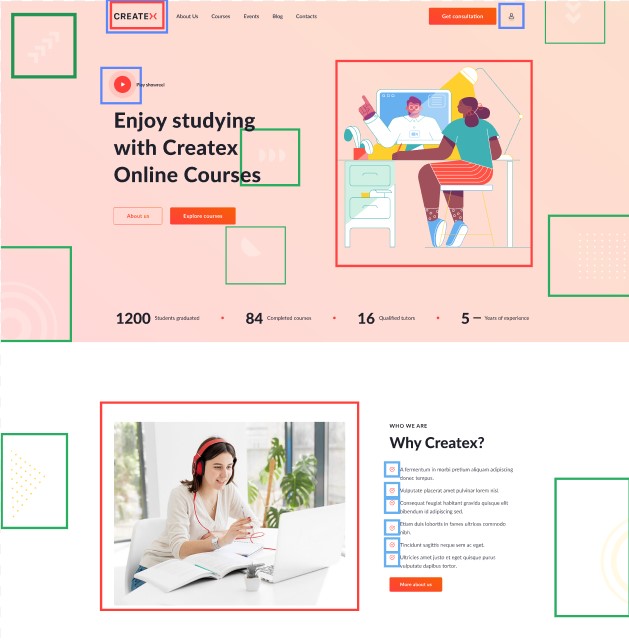 CREATEX
About Us
Courses
Events
Blog
Contacts
Get consultation
Play showreel
Enjoy studying
with Createx
Online Courses
About us
Explore courses
1200 Students graduated
84 Completed courses
16 Qualified tutors
5 Years of experience
WHO WE ARE
Why Createx?
A fermentum in morbi pretium aliquam adipiscing
donec tempus.
Vulputate placerat amet pulvinar lorem nisl.
Consequat feugiat habitant gravida quisque elit
bibendum id adipiscing sed.
Etiam duis lobortis in fames ultrices commodo
nibh.
Tincidunt sagittis neque sem ac eget.
Ultricies amet justo et eget quisque purus
vulputate dapibus tortor.
More about us